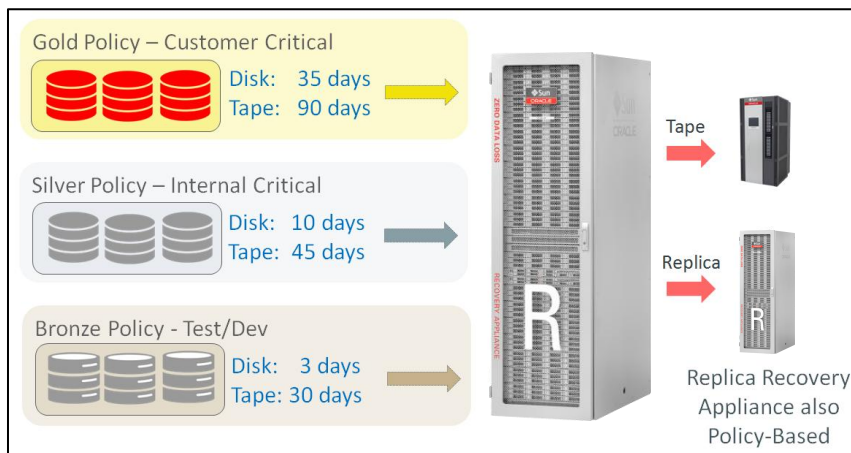 Gold Policy – Customer Critical
Disk: 35 days
Tape: 90 days
Silver Policy – Internal Critical
Disk: 10 days
Tape: 45 days
Bronze Policy - Test/Dev
Disk: 3 days
Tape: 30 days
Sun
ORACLE
ZERO DATA LOSS
RECOVERY APPLIANCE
R
Tape
Replica
R
Replica Recovery
Appliance also
Policy-Based